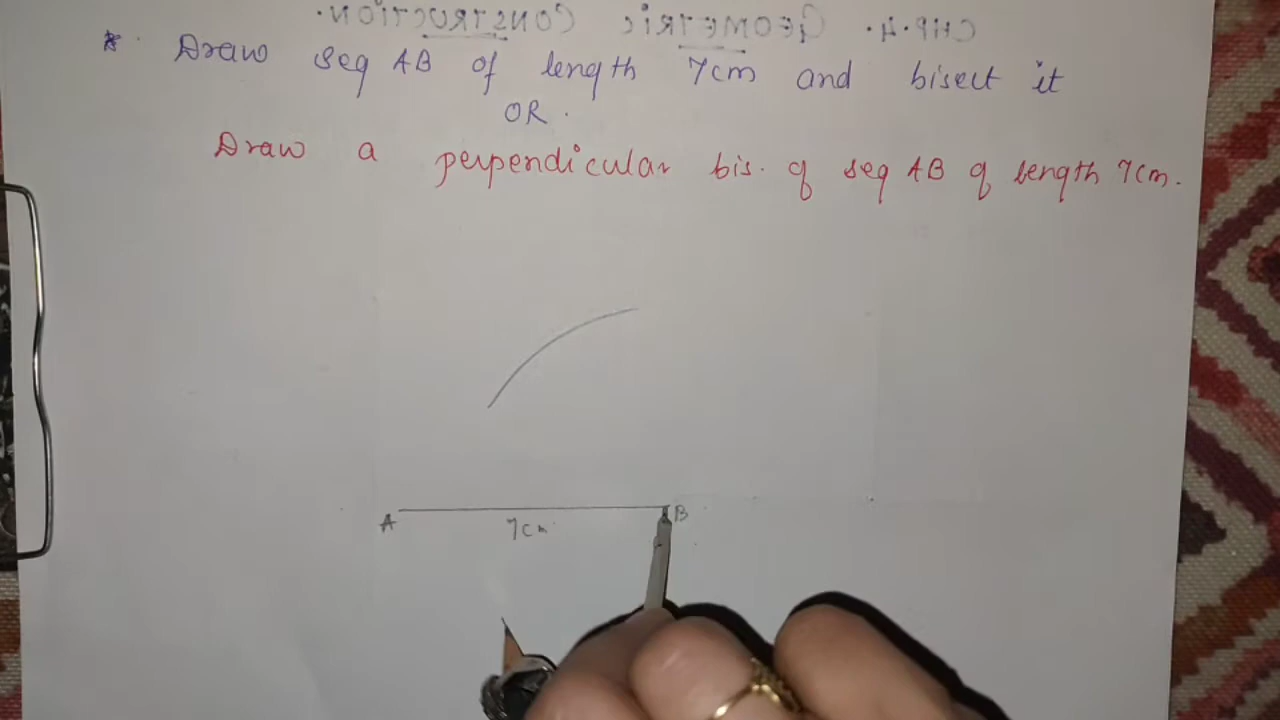 CHP.4. Geometric Construction.
* Draw seg AB of length 7cm and bisect it
OR.
Draw a perpendicular bis. of seg AB of length 7cm.
A B
7cm